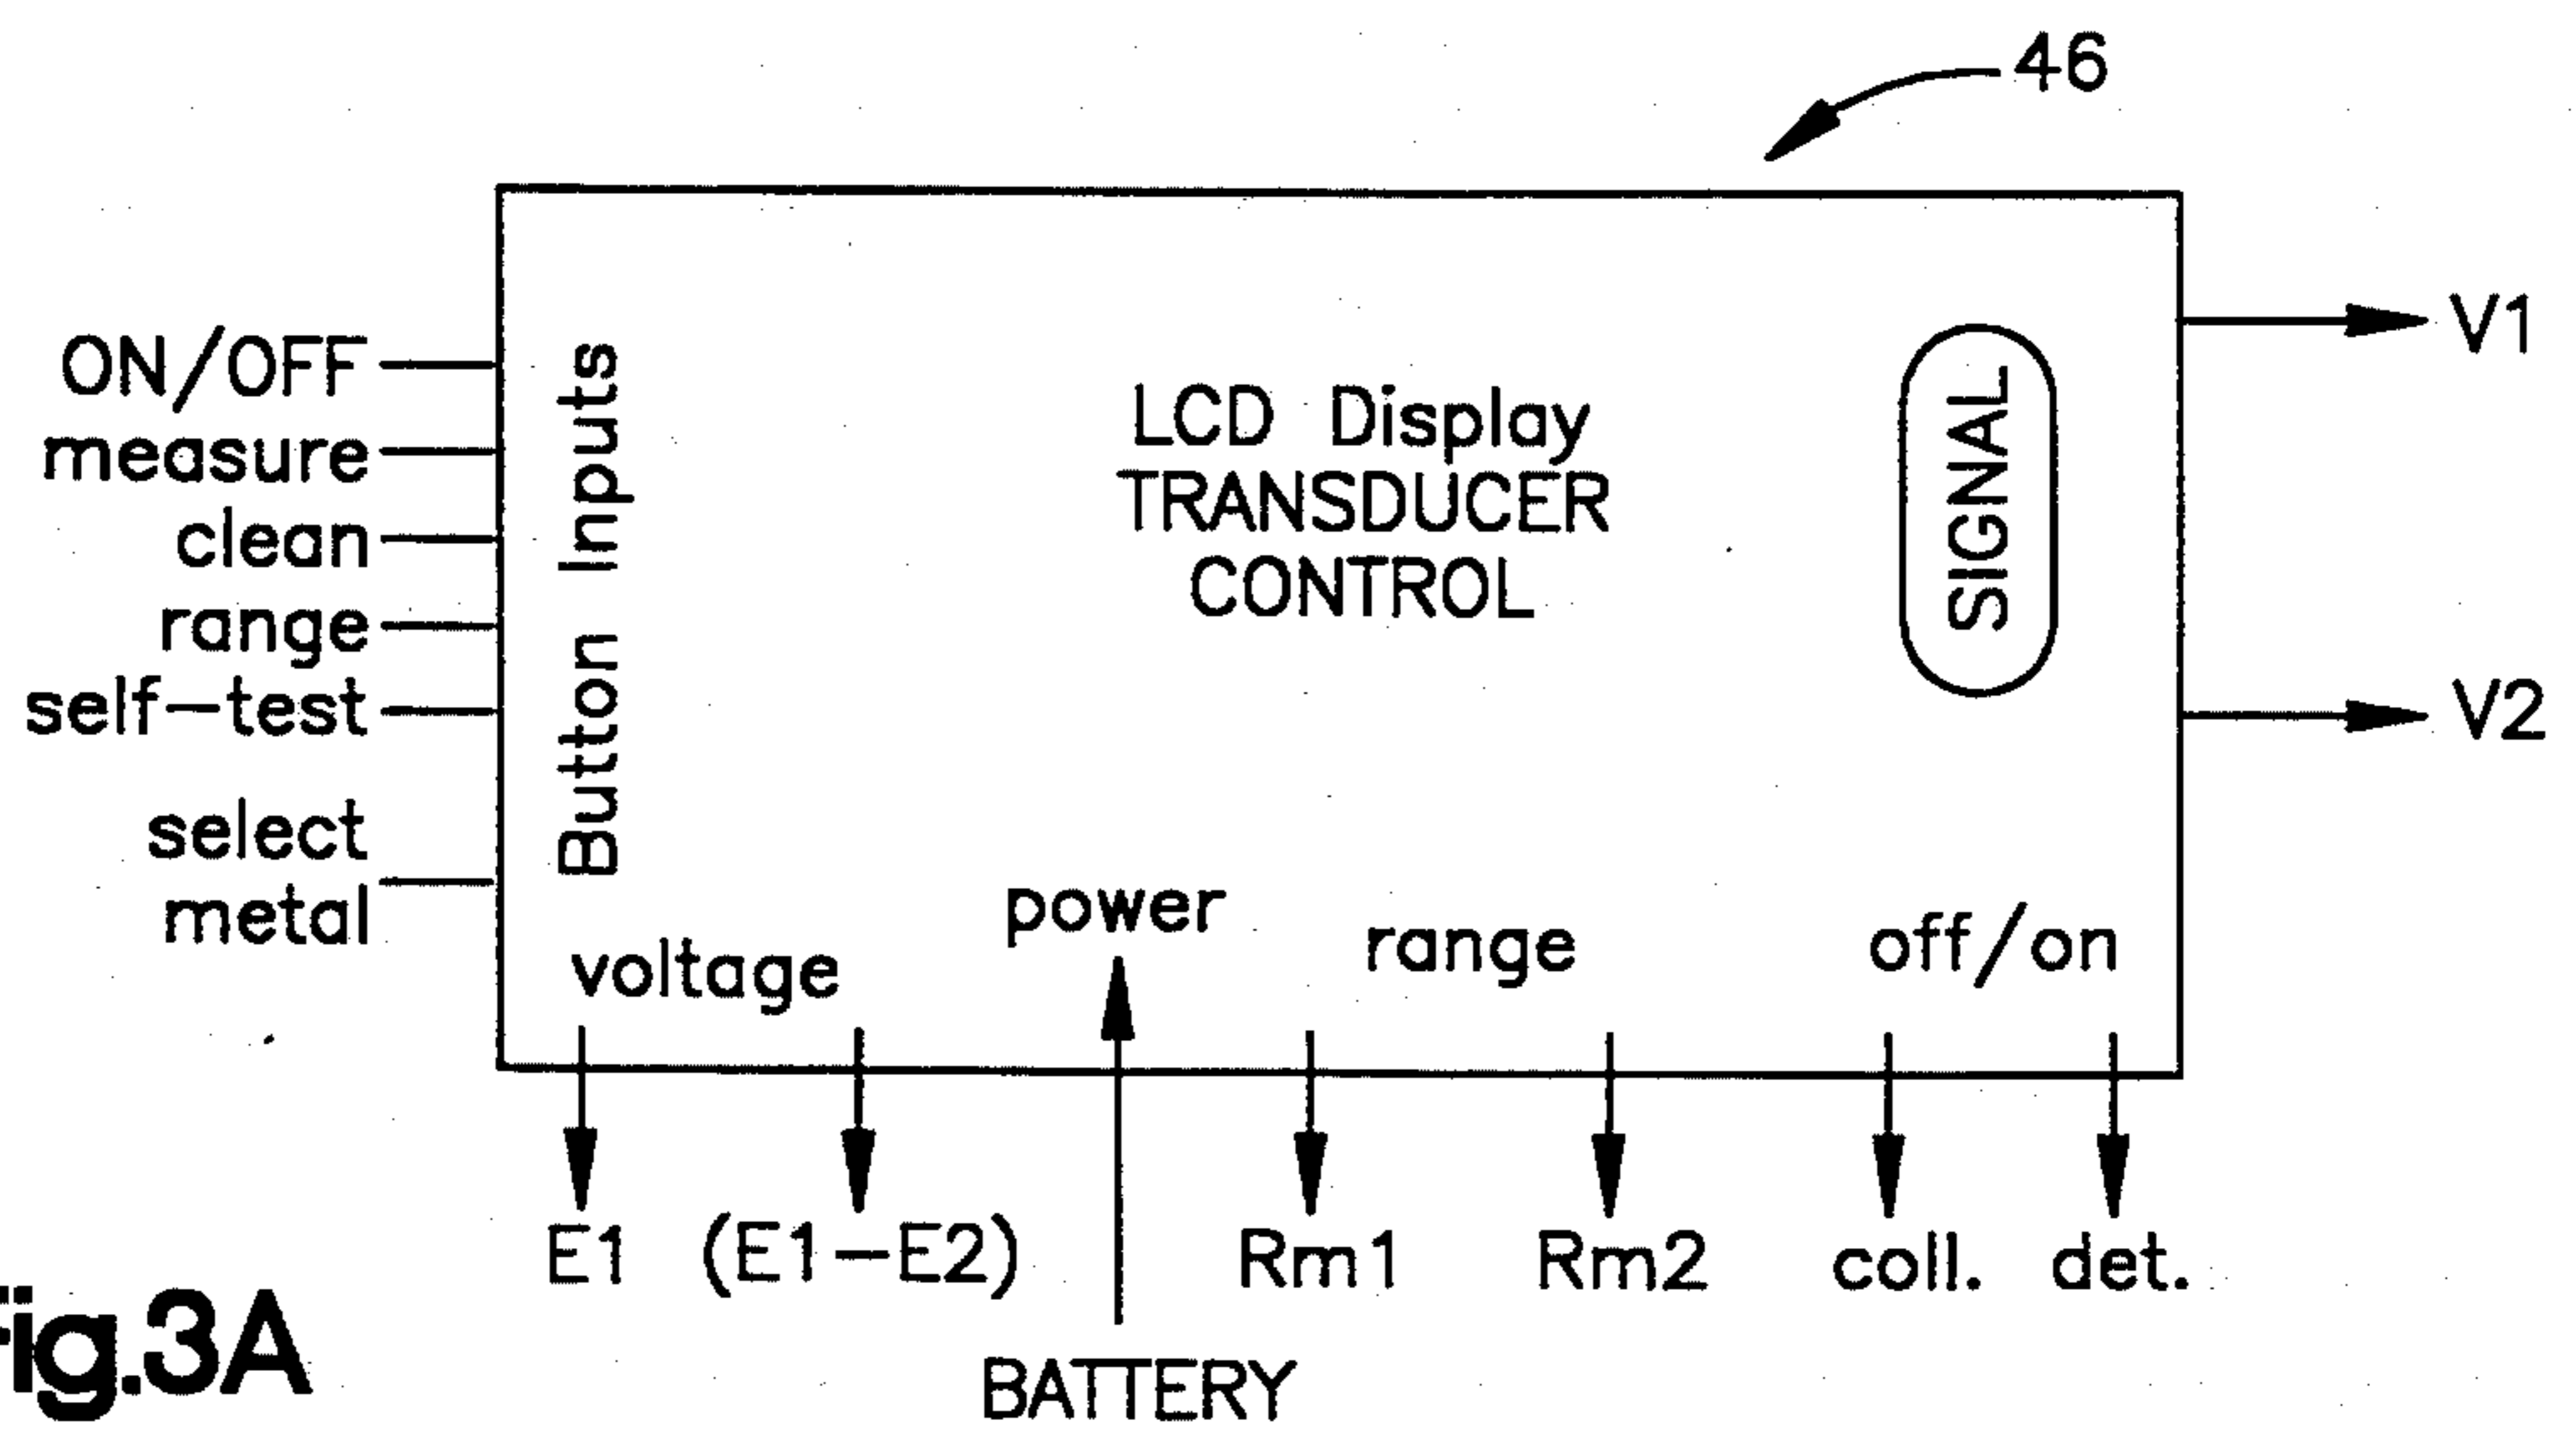 46
V1
ON/OFF
LCD Display
SIGNAL
measure
TRANSDUCER
clean
CONTROL
Button Inputs
range
self-test
V2
select
metal
voltage
power
range
off/on
E1
(E1-E2)
Rm1
Rm2
coll.
det.
BATTERY
Fig.3A